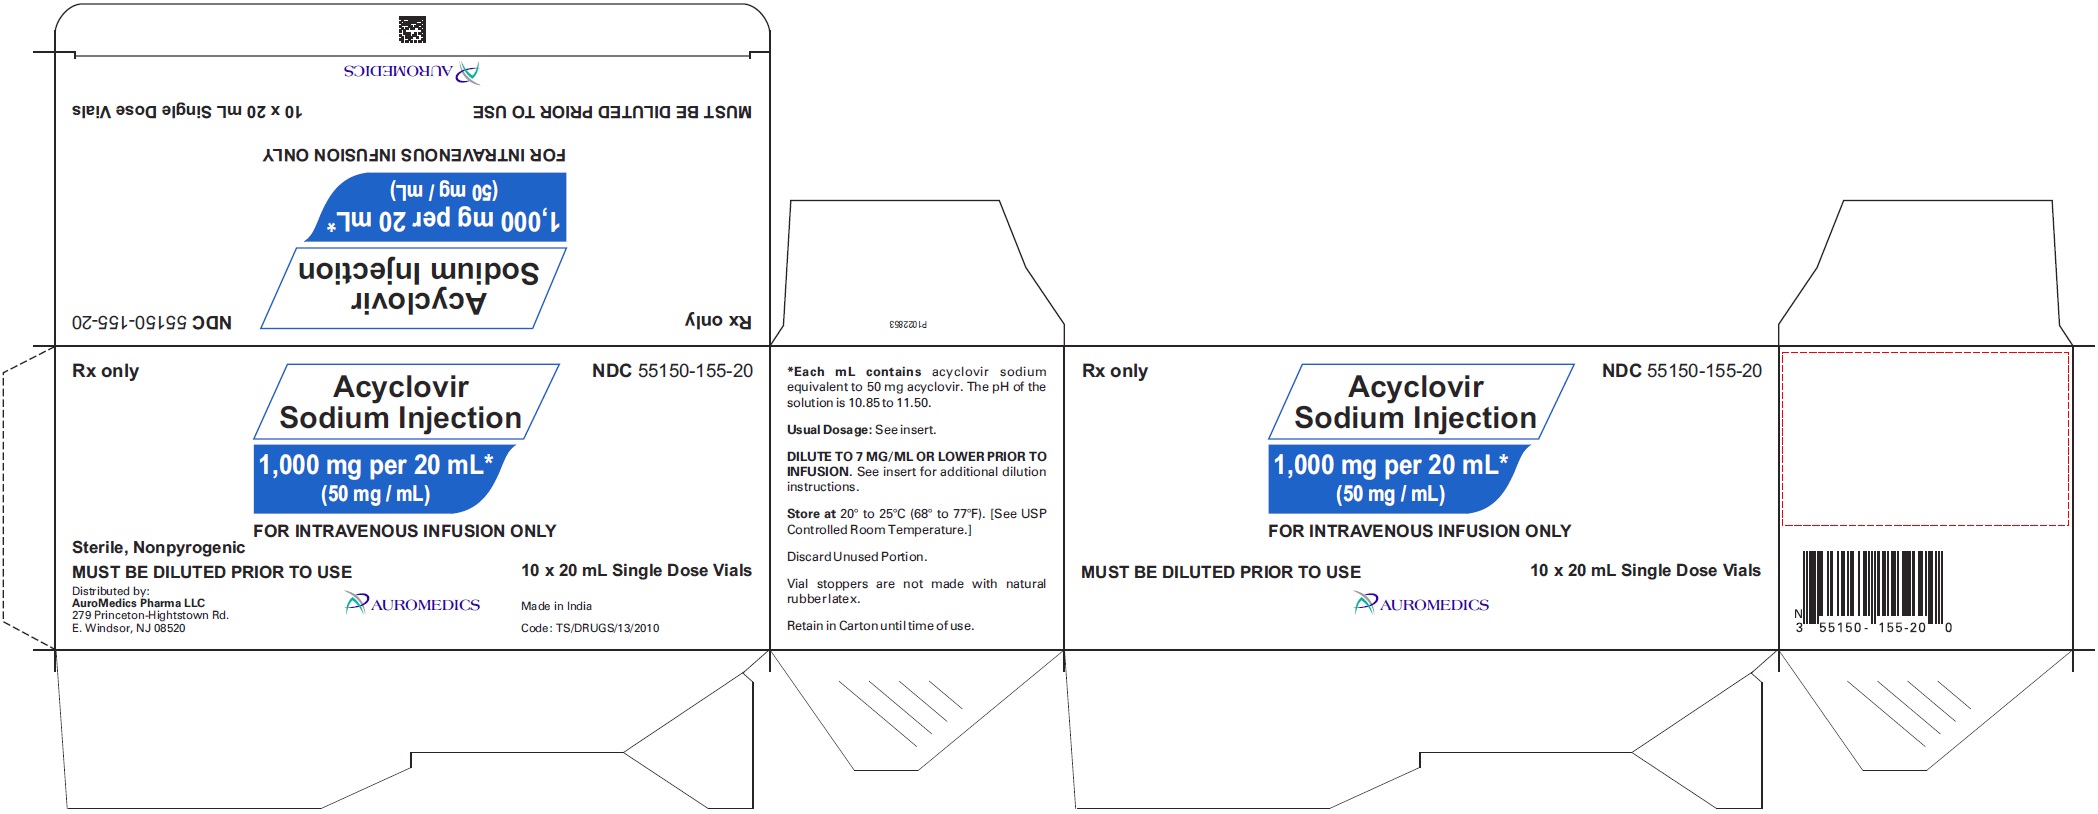 AUROMEDICS
MUST BE DILUTED PRIOR TO USE
10 x 20 mL Single Dose Vials
FOR INTRAVENOUS INFUSION ONLY
(50 mg / mL)
1,000 mg per 20 mL*
Acyclovir
Sodium Injection
Rx only
NDC 55150-155-20
Rx only
Acyclovir
Sodium Injection
NDC 55150-155-20
1,000 mg per 20 mL*
(50 mg / mL)
FOR INTRAVENOUS INFUSION ONLY
Sterile, Nonpyrogenic
MUST BE DILUTED PRIOR TO USE
10 x 20 mL Single Dose Vials
Distributed by:
AuroMedics Pharma LLC
279 Princeton-Hightstown Rd.
E. Windsor, NJ 08520
AUROMEDICS
Made in India
Code: TS/DRUGS/13/2010
P1022853
*Each mL contains acyclovir sodium
equivalent to 50 mg acyclovir. The pH of the
solution is 10.85 to 11.50.
Usual Dosage: See insert.
DILUTE TO 7 MG/ML OR LOWER PRIOR TO
INFUSION. See insert for additional dilution
instructions.
Store at 20° to 25°C (68° to 77°F). [See USP
Controlled Room Temperature.]
Discard Unused Portion.
Vial stoppers are not made with natural
rubber latex.
Retain in Carton until time of use.
Rx only
Acyclovir
Sodium Injection
NDC 55150-155-20
1,000 mg per 20 mL*
(50 mg / mL)
FOR INTRAVENOUS INFUSION ONLY
MUST BE DILUTED PRIOR TO USE
10 x 20 mL Single Dose Vials
AUROMEDICS
N
3 55150-155-20 0